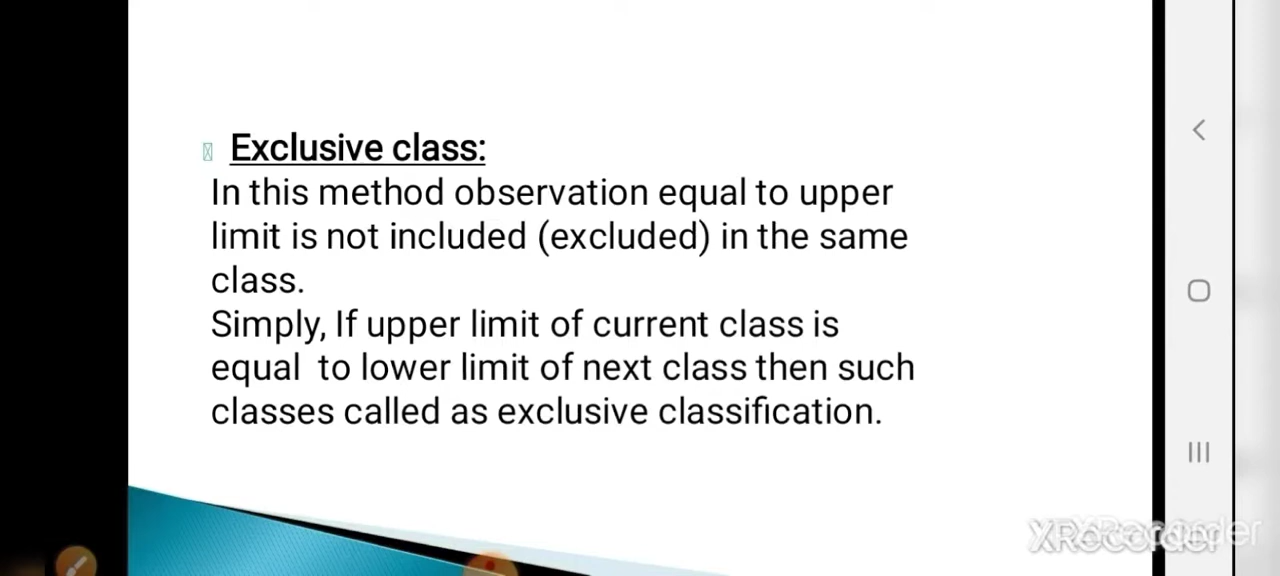 Exclusive class:
In this method observation equal to upper
limit is not included (excluded) in the same
class.
Simply, If upper limit of current class is
equal  to lower limit of next class then such
classes called as exclusive classification.
XRecorder